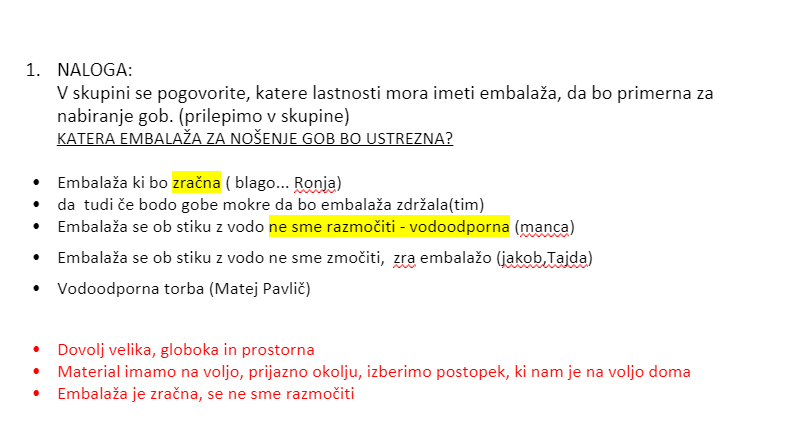 1. NALOGA:
V skupini se pogovorite, katere lastnosti mora imeti embalaža, da bo primerna za
nabiranje gob. (prilepimo v skupine)
KATERA EMBALAŽA ZA NOŠENJE GOB BO USTREZNA?
• Embalaža ki bo zračna ( blago... Ronja)
• da  tudi če bodo gobe mokre da bo embalaža zdržala(tim)
• Embalaža se ob stiku z vodo ne sme razmočiti - vodoodporna (manca)
• Embalaža se ob stiku z vodo ne sme zmočiti,  zra embalažo (jakob,Tajda)
• Vodoodporna torba (Matej Pavlič)
• Dovolj velika, globoka in prostorna
• Material imamo na voljo, prijazno okolju, izberimo postopek, ki nam je na voljo doma
• Embalaža je zračna, se ne sme razmočiti